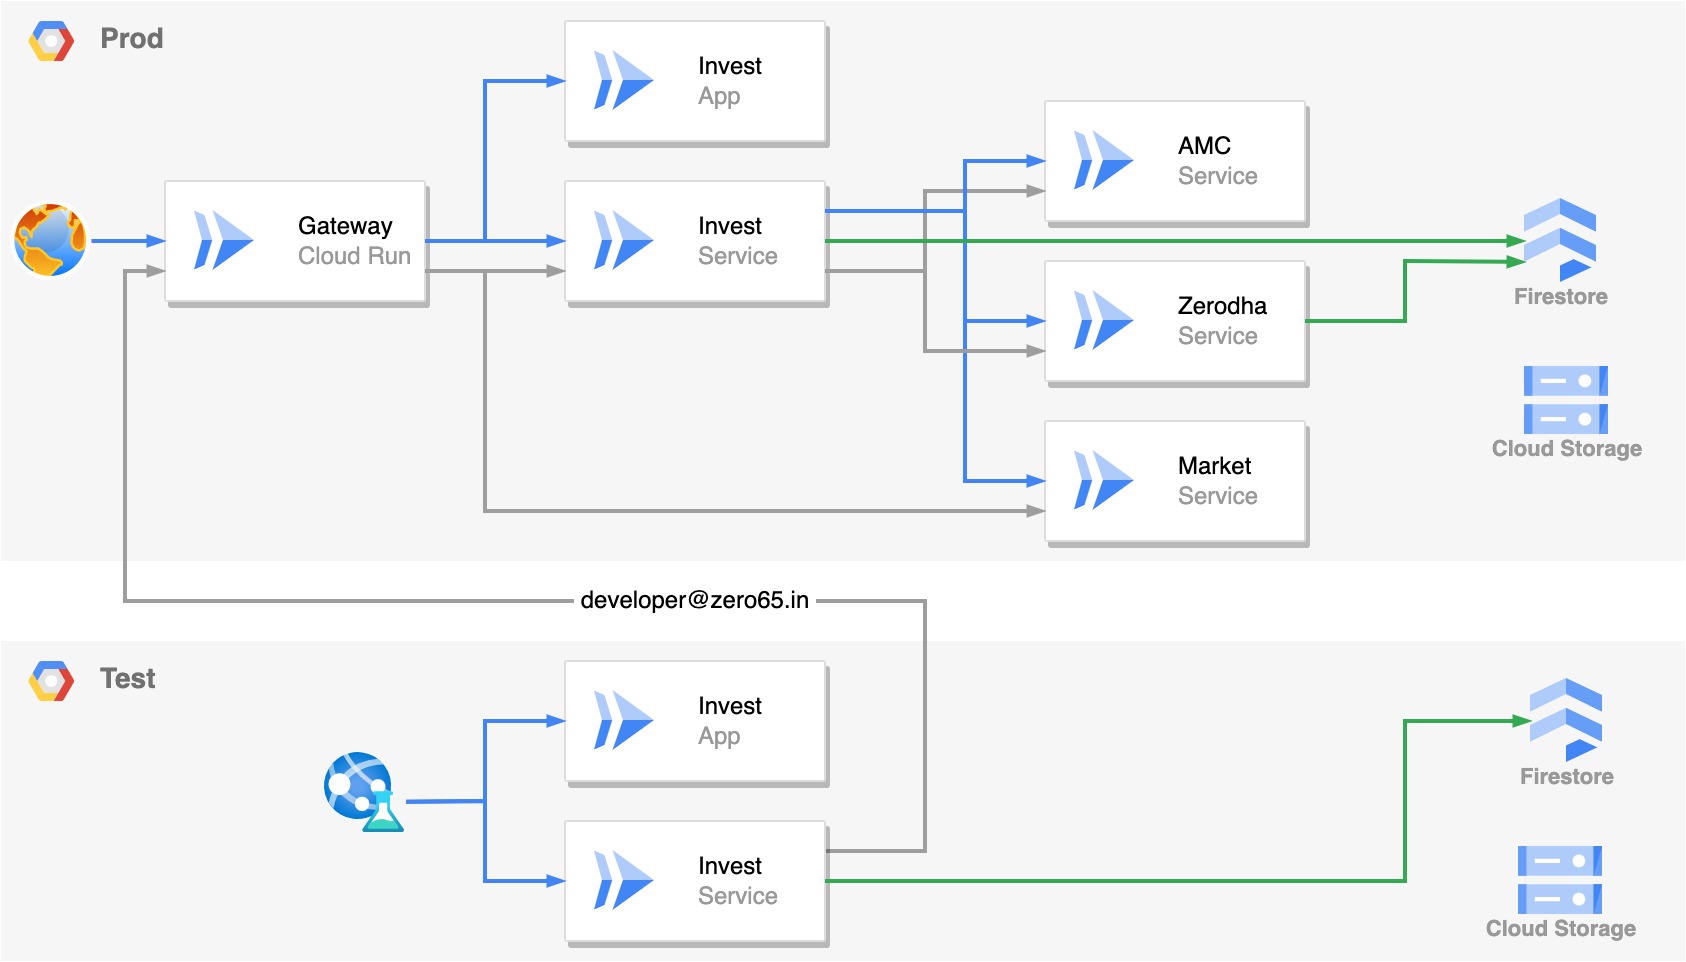 Prod
Invest
App
Gateway
Cloud Run
Invest
Service
AMC
Service
Zerodha
Service
Market
Service
Firestore
Cloud Storage
developer@zero65.in
Test
Invest
App
Invest
Service
Firestore
Cloud Storage